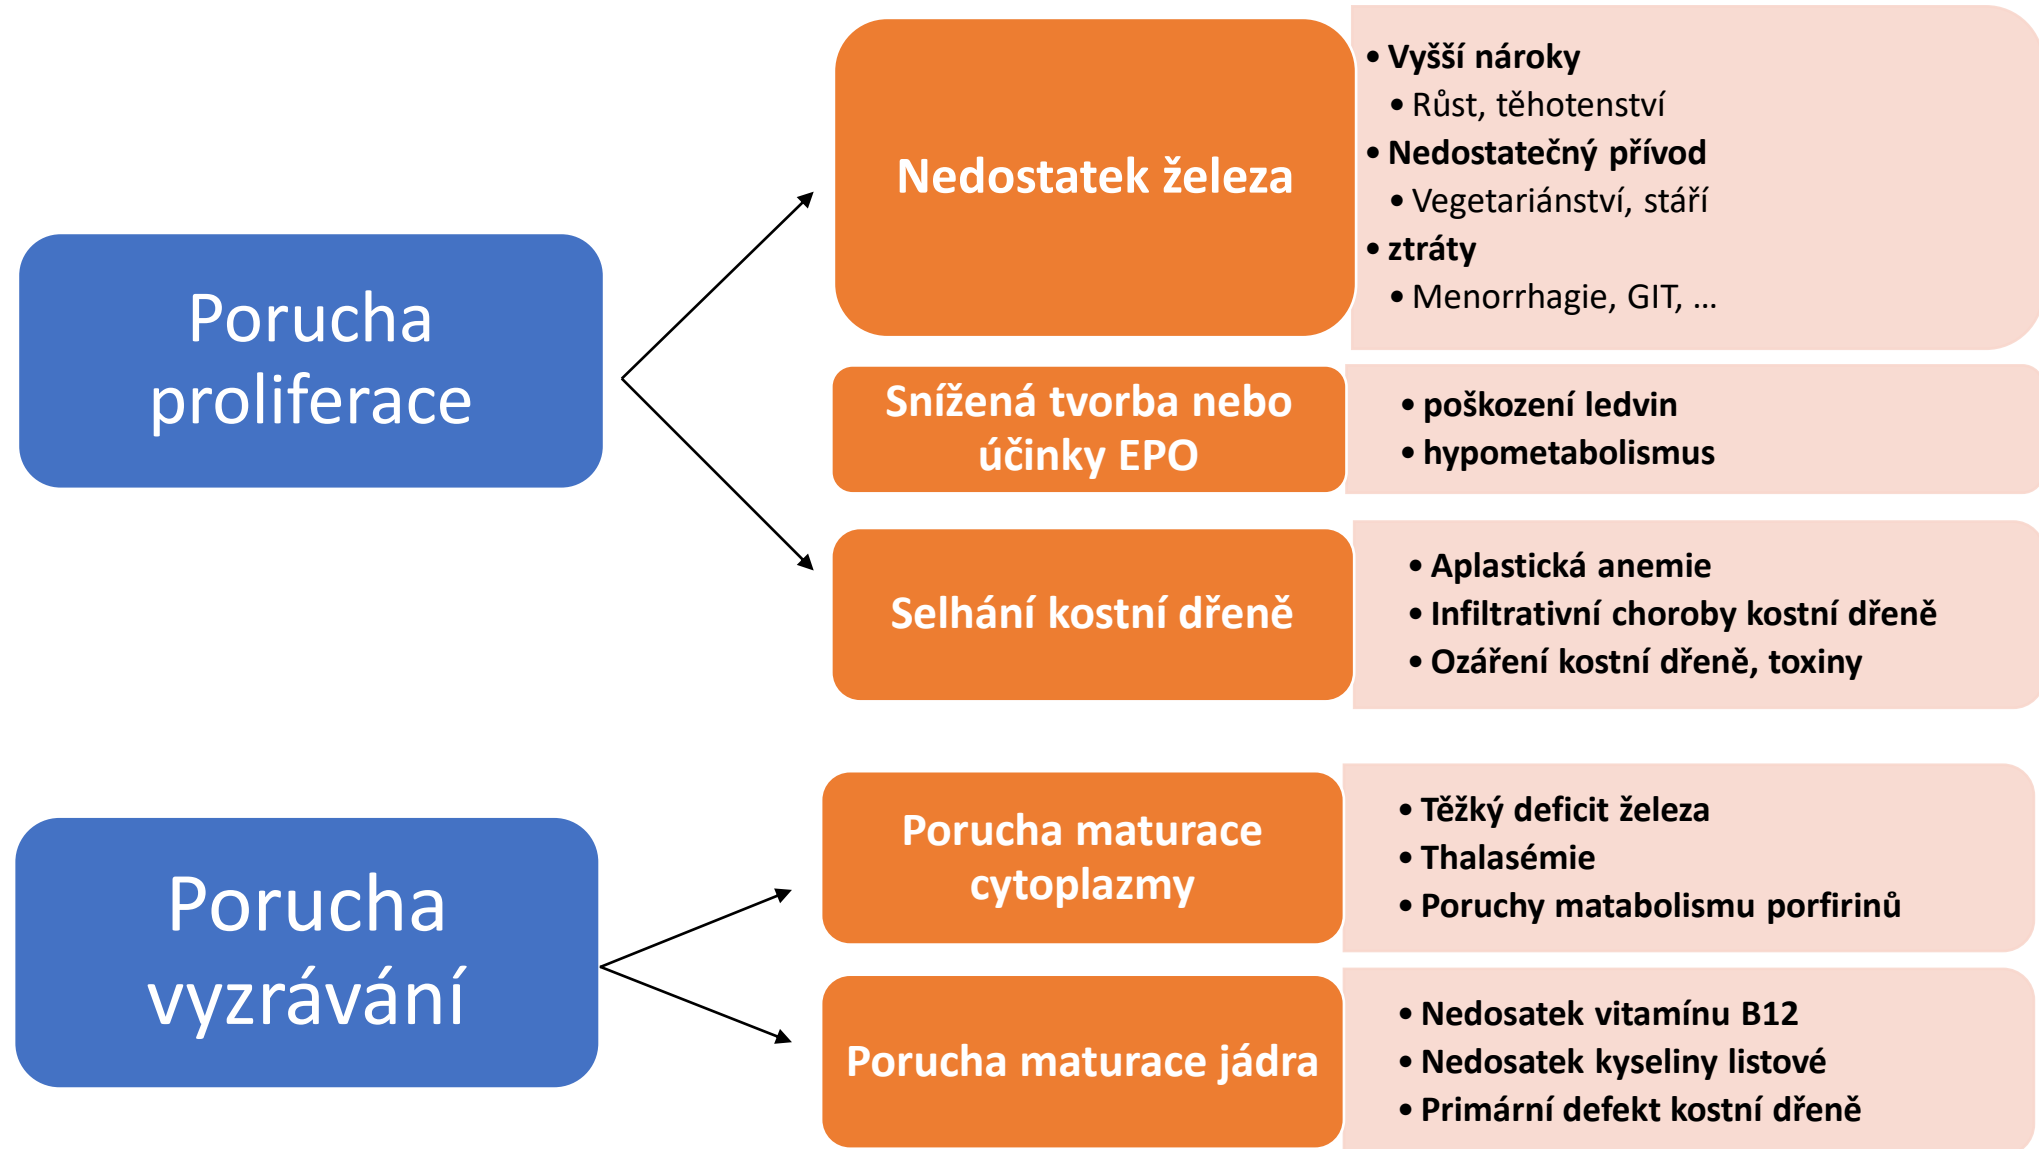 Porucha
proliferace
Nedostatek železa
• Vyšší nároky
• Růst, těhotenství
• Nedostatečný přívod
• Vegetariánství, stáří
• ztráty
• Menorrhagie, GIT, ...
Snížená tvorba nebo
účinky EPO
• poškození ledvin
• hypometabolismus
Selhání kostní dřeně
• Aplastická anemie
• Infiltrativní choroby kostní dřeně
• Ozáření kostní dřeně, toxiny
Porucha
vyzrávání
Porucha maturace
cytoplazmy
• Těžký deficit železa
• Thalasémie
• Poruchy matabolismu porfirinů
Porucha maturace jádra
• Nedosatek vitamínu B12
• Nedosatek kyseliny listové
• Primární defekt kostní dřeně